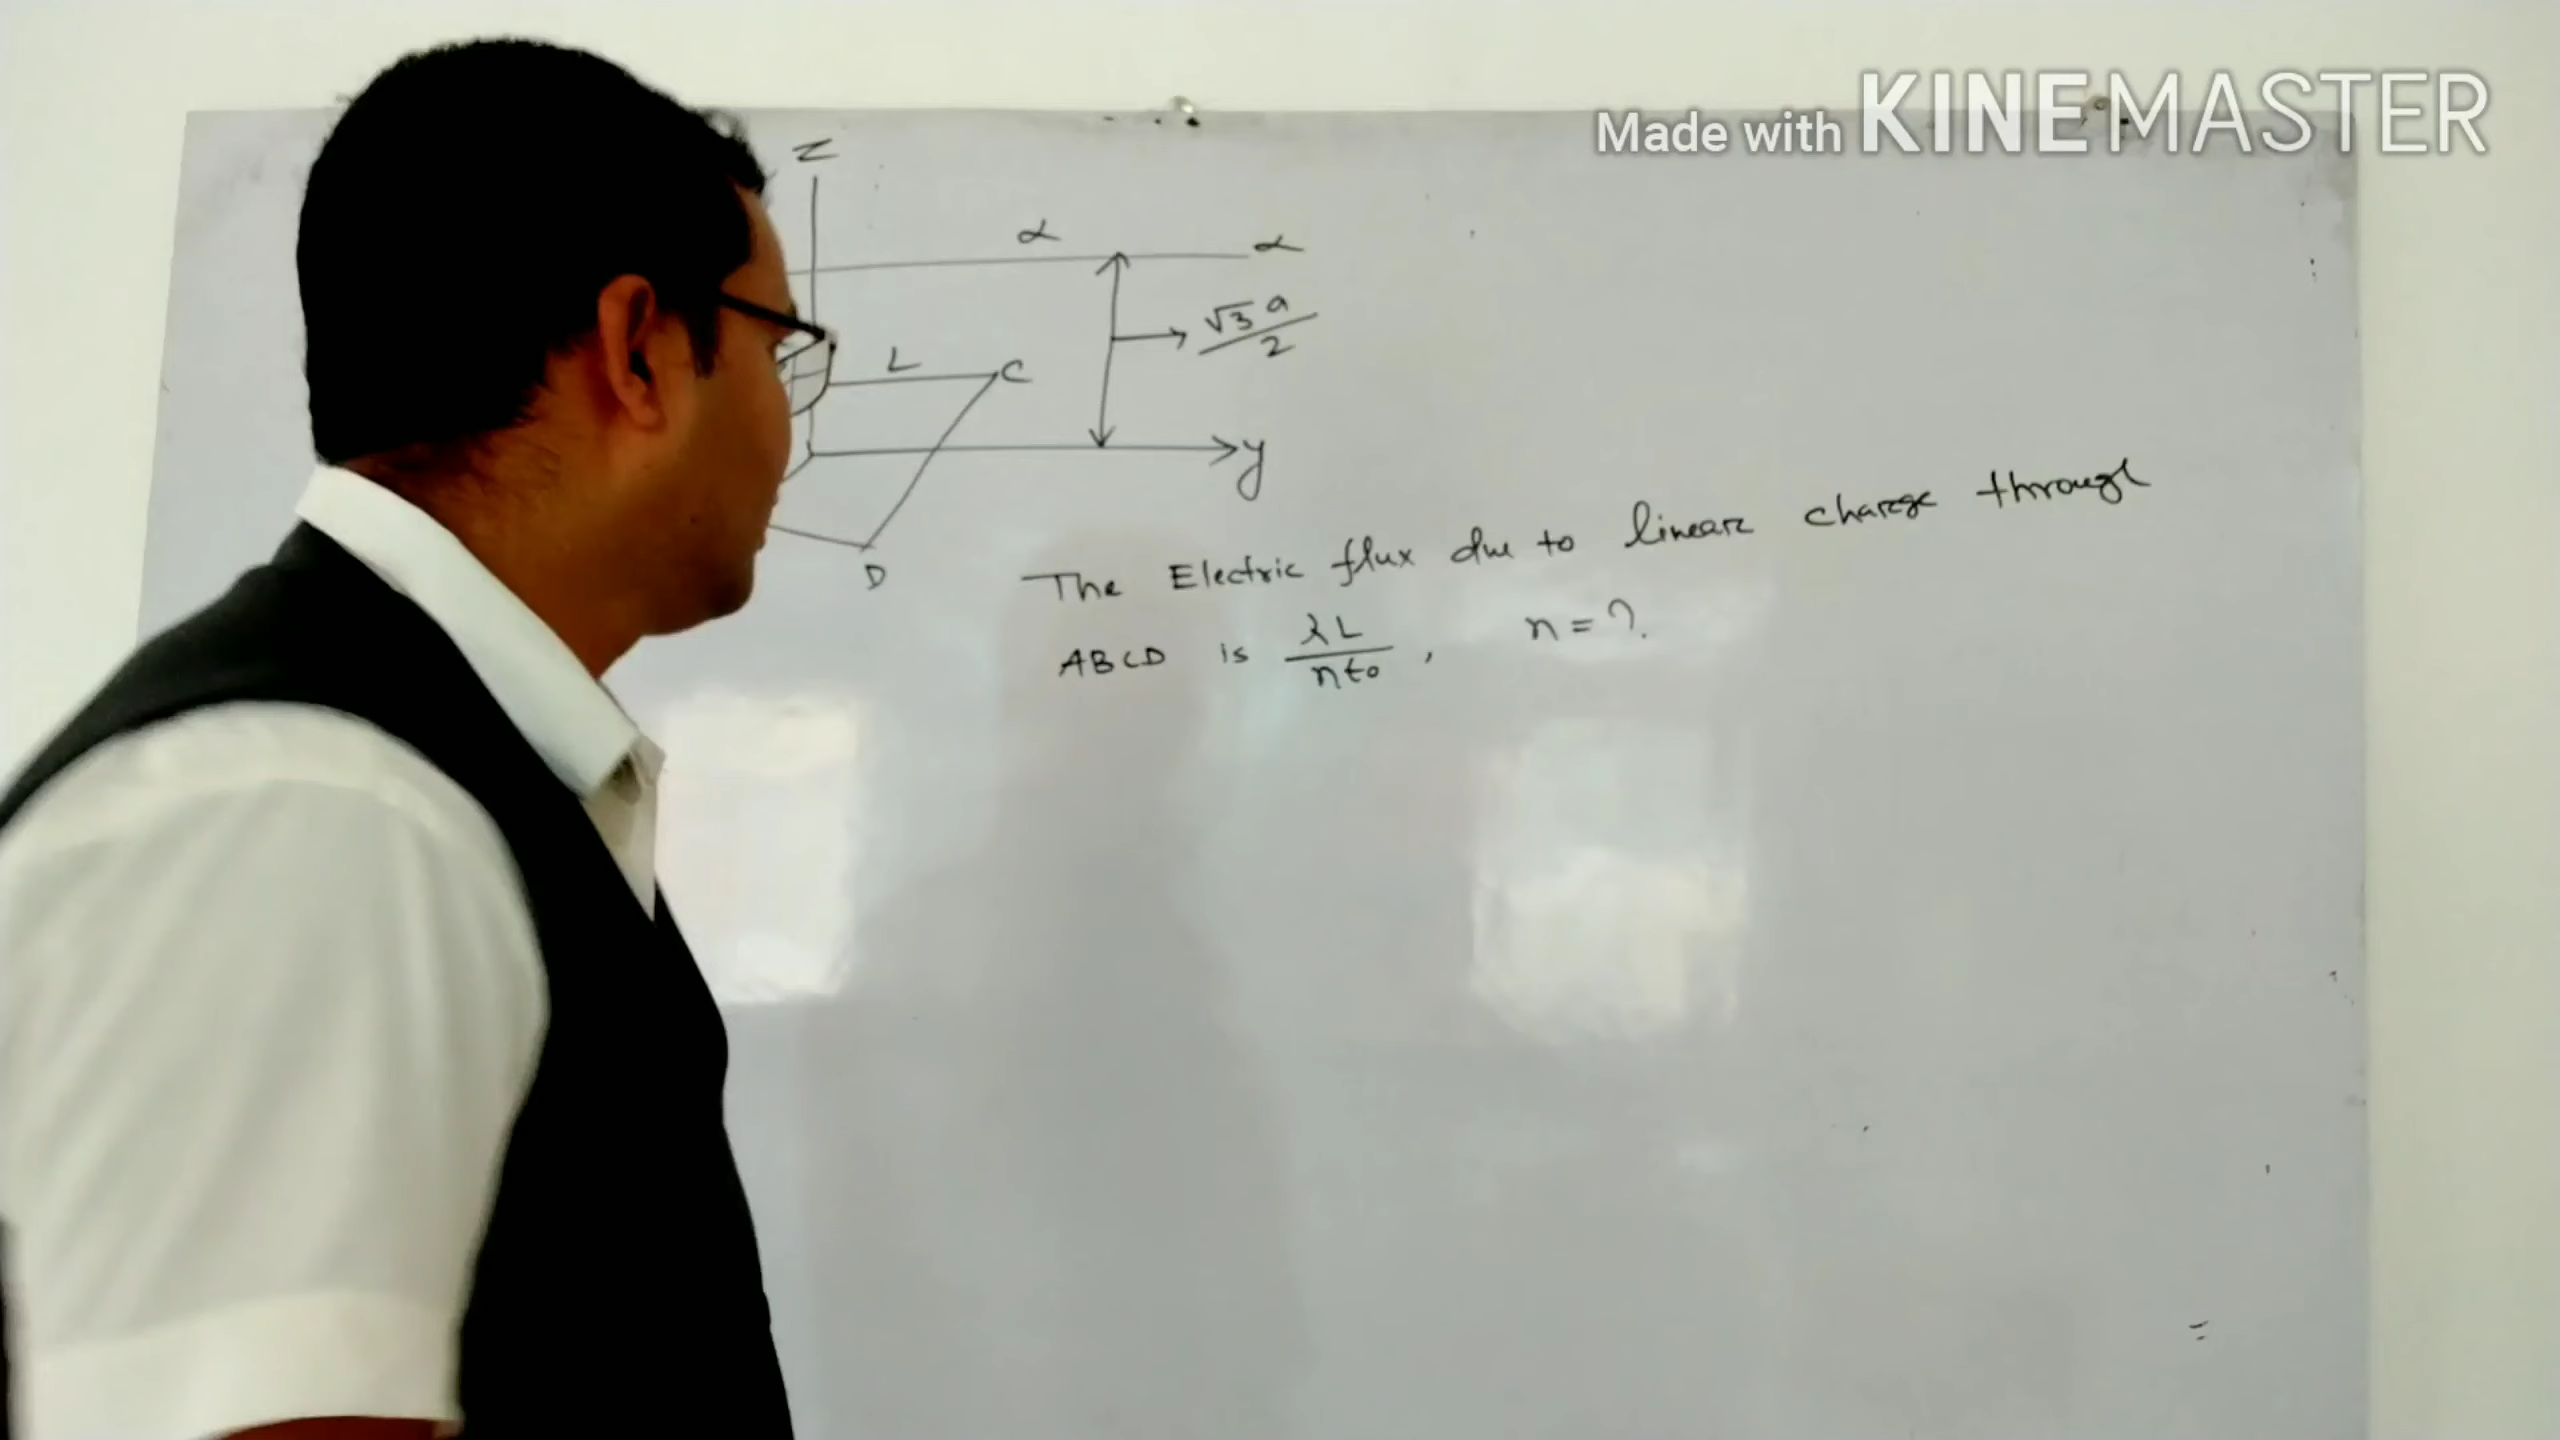 Made with KINEMASTER
Z
α α
√3 a / 2
L C
y
D
The Electric flux due to linear charge through
ABCD is λL / nε0 , n = ?